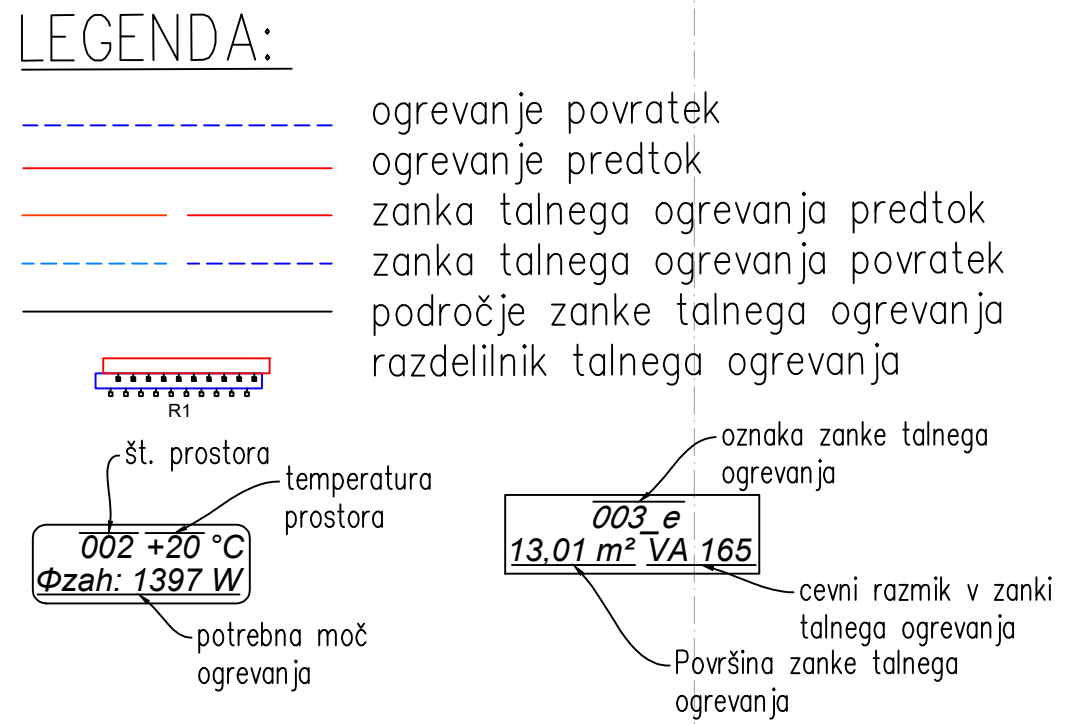 LEGENDA:
ogrevanje povratek
ogrevanje predtok
zanka talnega ogrevanja predtok
zanka talnega ogrevanja povratek
področje zanke talnega ogrevanja
razdelilnik talnega ogrevanja
R1
št. prostora
temperatura
prostora
002 +20 °C
Φzah: 1397 W
potrebna moč
ogrevanja
oznaka zanke talnega
ogrevanja
003_e
13,01 m² VA 165
cevni razmik v zanki
talnega ogrevanja
Površina zanke talnega
ogrevanja